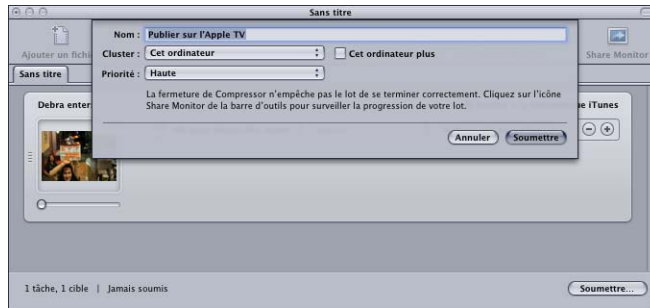 Sans titre
Nom : Publier sur l'Apple TV
Ajouter un fichi
Cluster : Cet ordinateur
Cet ordinateur plus
Share Monitor
Sans titre
Priorité : Haute
La fermeture de Compressor n'empêche pas le lot de se terminer correctement. Cliquez sur l'icône
Share Monitor de la barre d'outils pour surveiller la progression de votre lot.
Debra enter
ue iTunes
Annuler
Soumettre
1 tâche, 1 cible | Jamais soumis
Soumettre...